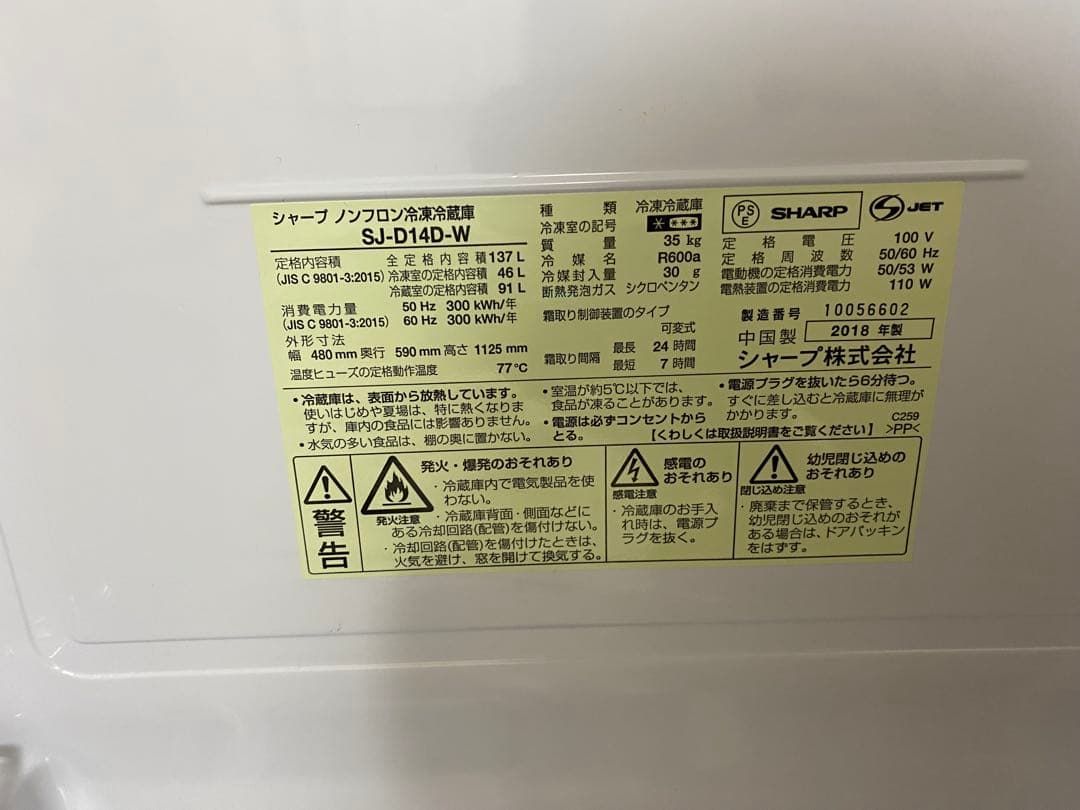 シャープ ノンフロン冷凍冷蔵庫
SJ-D14D-W
定格内容積 全定格内容積 137 L
(JIS C 9801-3:2015) 冷凍室の定格内容積 46 L
冷蔵室の定格内容積 91 L
消費電力量 50 Hz 300 kWh/年
(JIS C 9801-3:2015) 60 Hz 300 kWh/年
外形寸法
幅 480 mm 奥行 590 mm 高さ 1125 mm
温度ヒューズの定格動作温度 77℃
種類 冷凍冷蔵庫
冷凍室の記号 * ***
質量 35 kg
冷媒名 R600a
冷媒封入量 30 g
断熱発泡ガス シクロペンタン
霜取り制御装置のタイプ
可変式
霜取り間隔 最長 24 時間
最短 7 時間
PS E SHARP S JET
定格電圧 100 V
定格周波数 50/60 Hz
電動機の定格消費電力 50/53 W
電熱装置の定格消費電力 110 W
製造番号 10056602
中国製 2018 年製
シャープ株式会社
・冷蔵庫は、表面から放熱しています。
使いはじめや夏場は、特に熱くなりま
すが、庫内の食品には影響ありません。
・水気の多い食品は、棚の奥に置かない。
・室温が約5℃以下では、
食品が凍ることがあります。
・電源は必ずコンセントから
とる。
・電源プラグを抜いたら6分待つ。
すぐに差し込むと冷蔵庫に無理が
かかります。
【くわしくは取扱説明書をご覧ください】
C259
>PP<
警告
発火・爆発のおそれあり
発火注意
・冷蔵庫内で電気製品を使
わない。
・冷蔵庫背面・側面などに
ある冷却回路(配管)を傷付けない。
・冷却回路(配管)を傷付けたときは、
火気を避け、窓を開けて換気する。
感電の
おそれあり
感電注意
・冷蔵庫のお手入
れ時は、電源プ
ラグを抜く。
幼児閉じ込めの
おそれあり
閉じ込め注意
・廃棄まで保管するとき、
幼児閉じ込めのおそれが
ある場合は、ドアパッキン
をはずす。